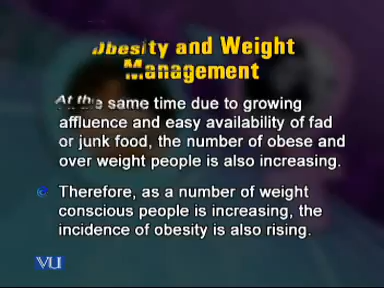 Obesity and Weight
Management
At the same time due to growing
affluence and easy availability of fad
or junk food, the number of obese and
over weight people is also increasing.
Therefore, as a number of weight
conscious people is increasing, the
incidence of obesity is also rising.
VU